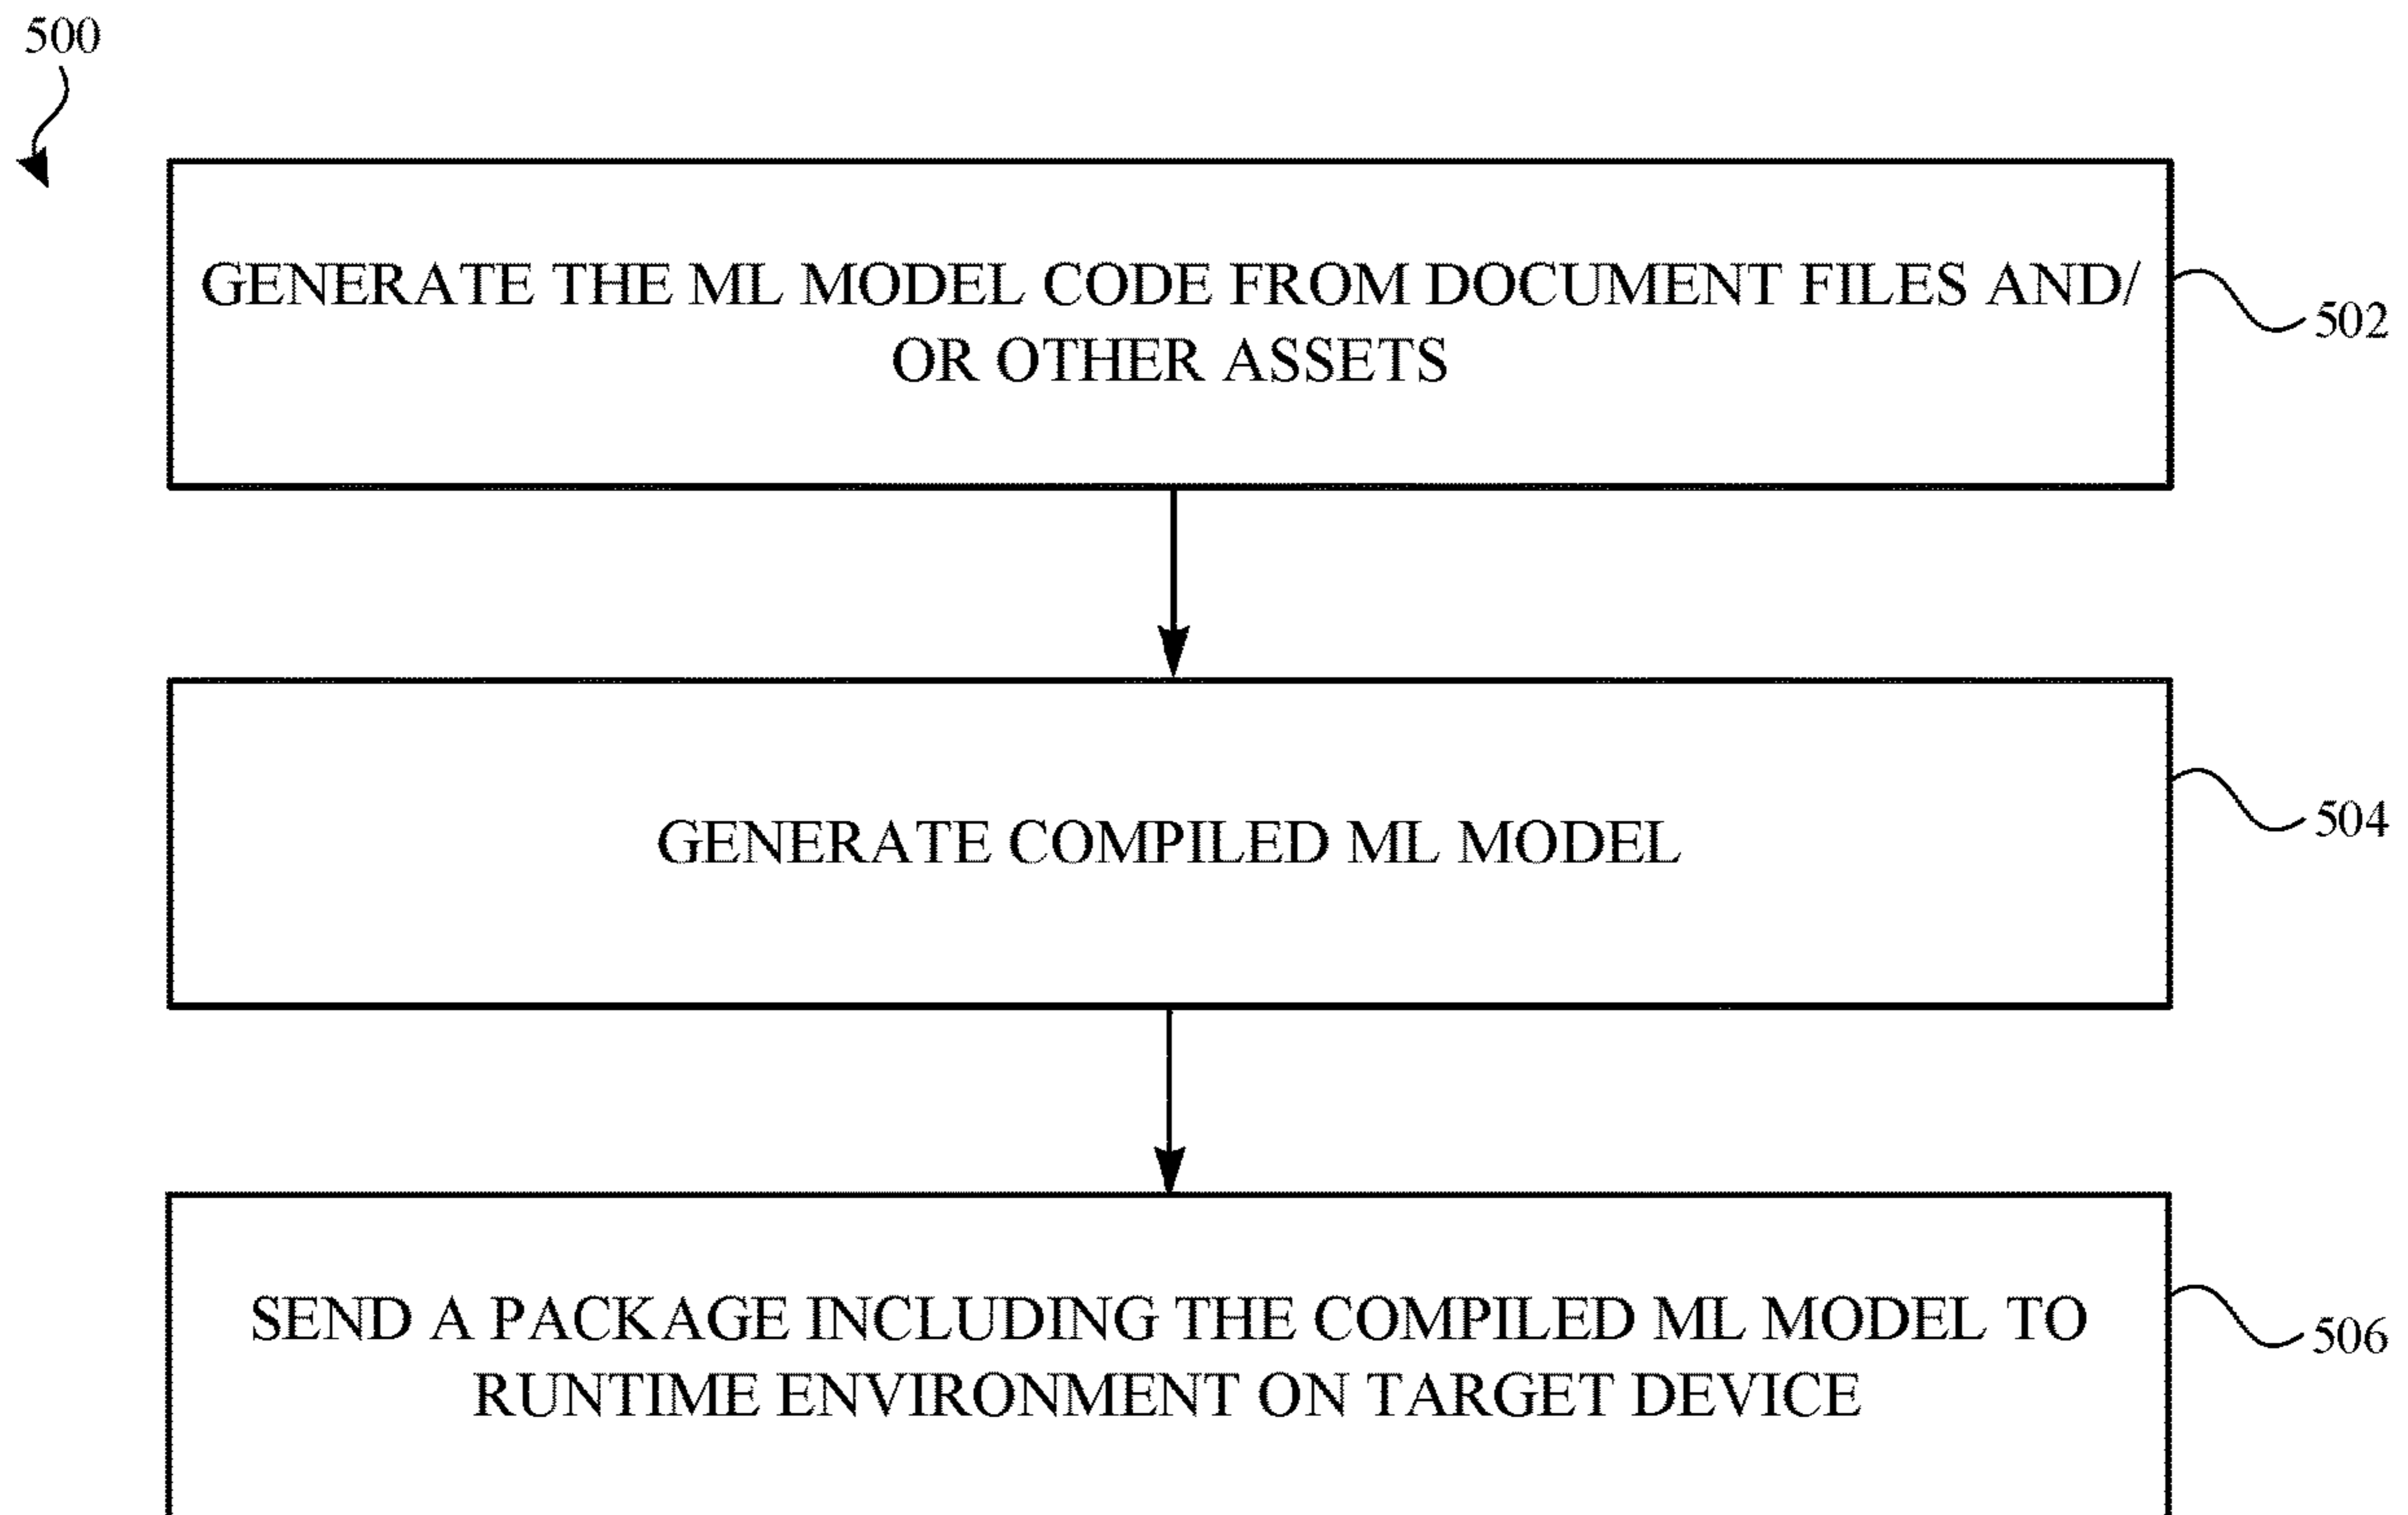 500
GENERATE THE ML MODEL CODE FROM DOCUMENT FILES AND/
OR OTHER ASSETS
502
GENERATE COMPILED ML MODEL
504
SEND A PACKAGE INCLUDING THE COMPILED ML MODEL TO
RUNTIME ENVIRONMENT ON TARGET DEVICE
506